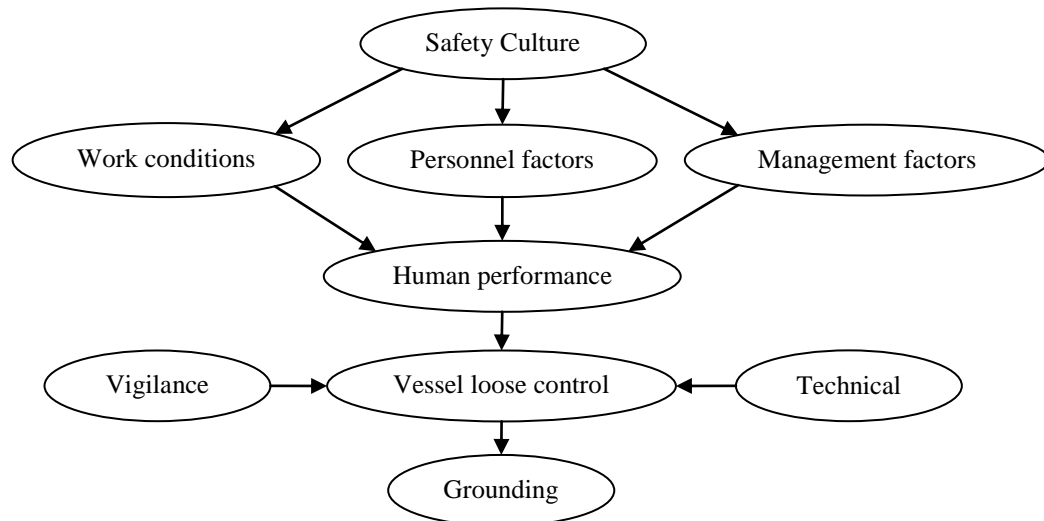 Safety Culture
Work conditions
Personnel factors
Management factors
Human performance
Vigilance
Vessel loose control
Technical
Grounding